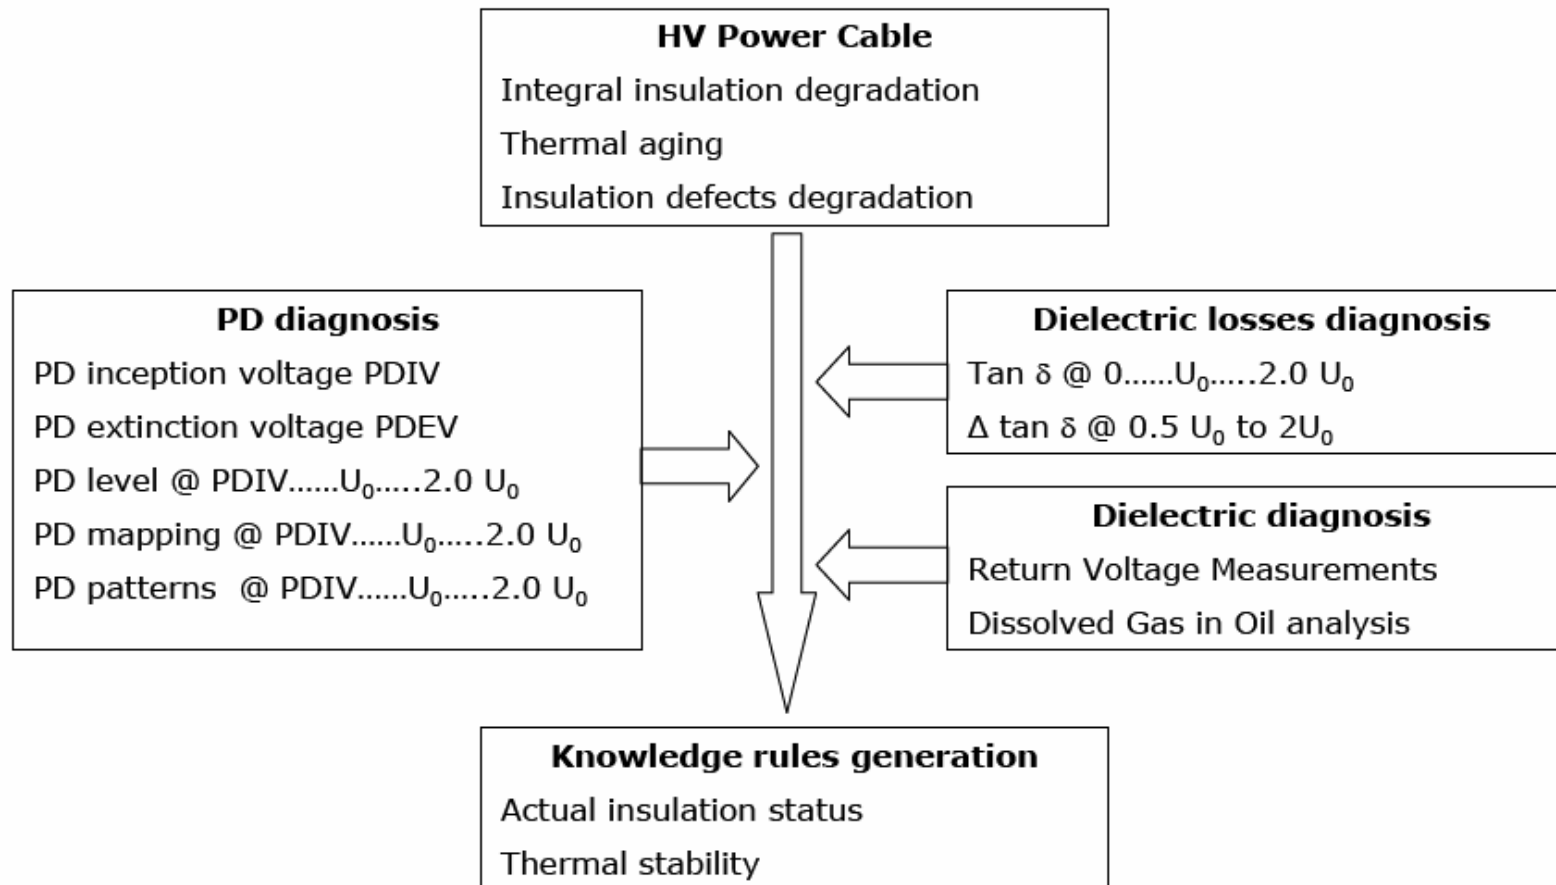 HV Power Cable
Integral insulation degradation
Thermal aging
Insulation defects degradation
PD diagnosis
PD inception voltage PDIV
PD extinction voltage PDEV
PD level @ PDIV......U₀.....2.0 U₀
PD mapping @ PDIV......U₀.....2.0 U₀
PD patterns @ PDIV......U₀.....2.0 U₀
Dielectric losses diagnosis
Tan δ @ 0......U₀.....2.0 U₀
Δ tan δ @ 0.5 U₀ to 2U₀
Dielectric diagnosis
Return Voltage Measurements
Dissolved Gas in Oil analysis
Knowledge rules generation
Actual insulation status
Thermal stability